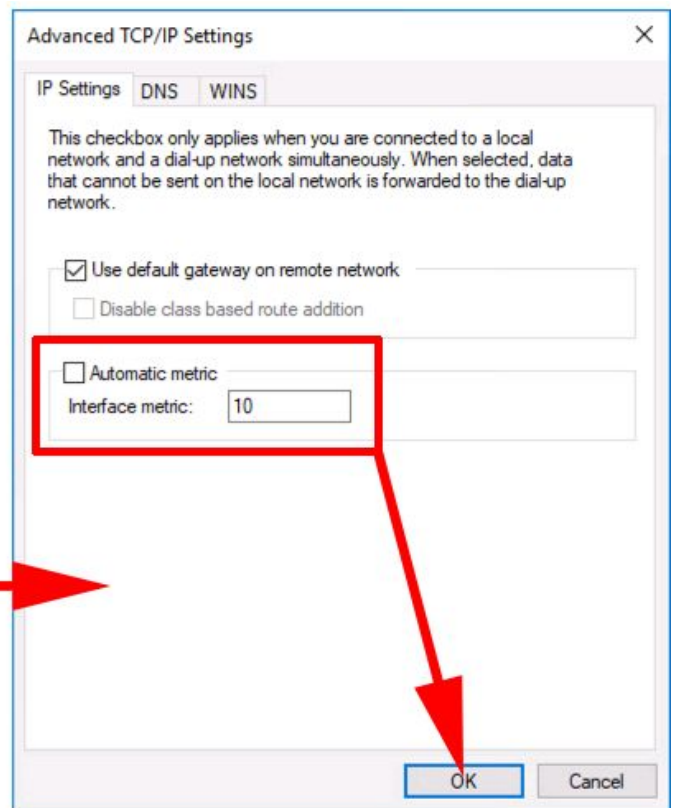 Advanced TCP/IP Settings
IP Settings DNS WINS
This checkbox only applies when you are connected to a local
network and a dial-up network simultaneously. When selected, data
that cannot be sent on the local network is forwarded to the dial-up
network.
Use default gateway on remote network
Disable class based route addition
Automatic metric
Interface metric: 10
OK Cancel